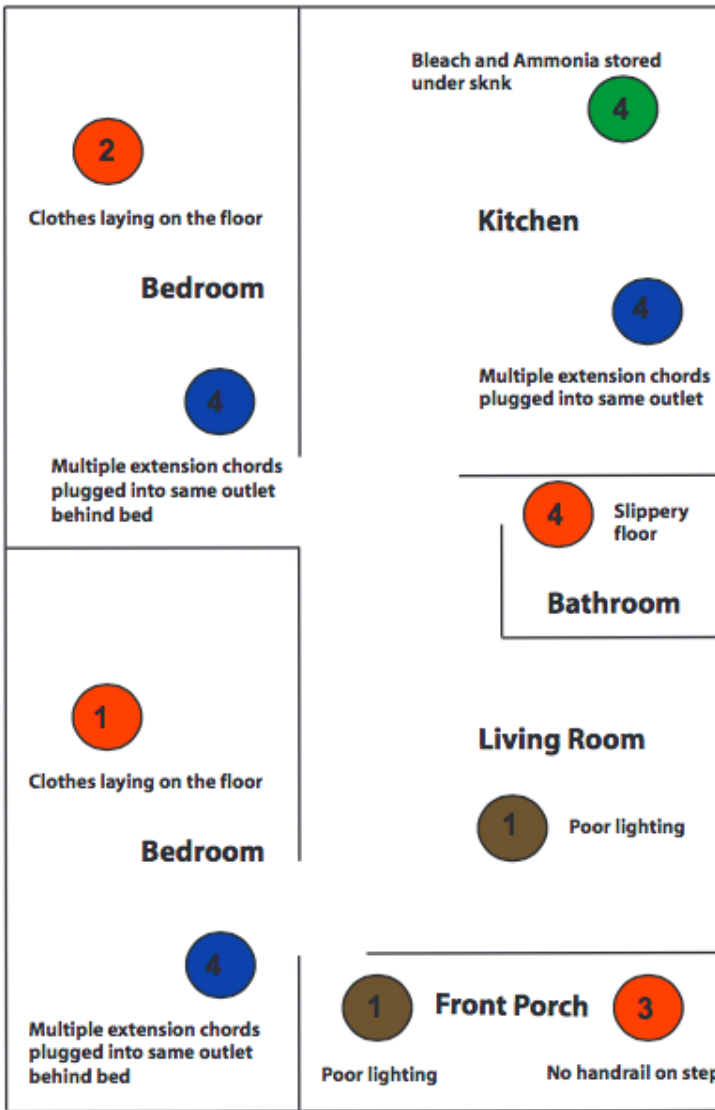 Bleach and Ammonia stored
under sknk
4
2
Clothes laying on the floor
Kitchen
Bedroom
4
4
Multiple extension chords
plugged into same outlet
Multiple extension chords
plugged into same outlet
behind bed
4
Slippery
floor
Bathroom
1
Clothes laying on the floor
Living Room
1
Poor lighting
Bedroom
4
Multiple extension chords
plugged into same outlet
behind bed
1
Front Porch
3
Poor lighting
No handrail on step